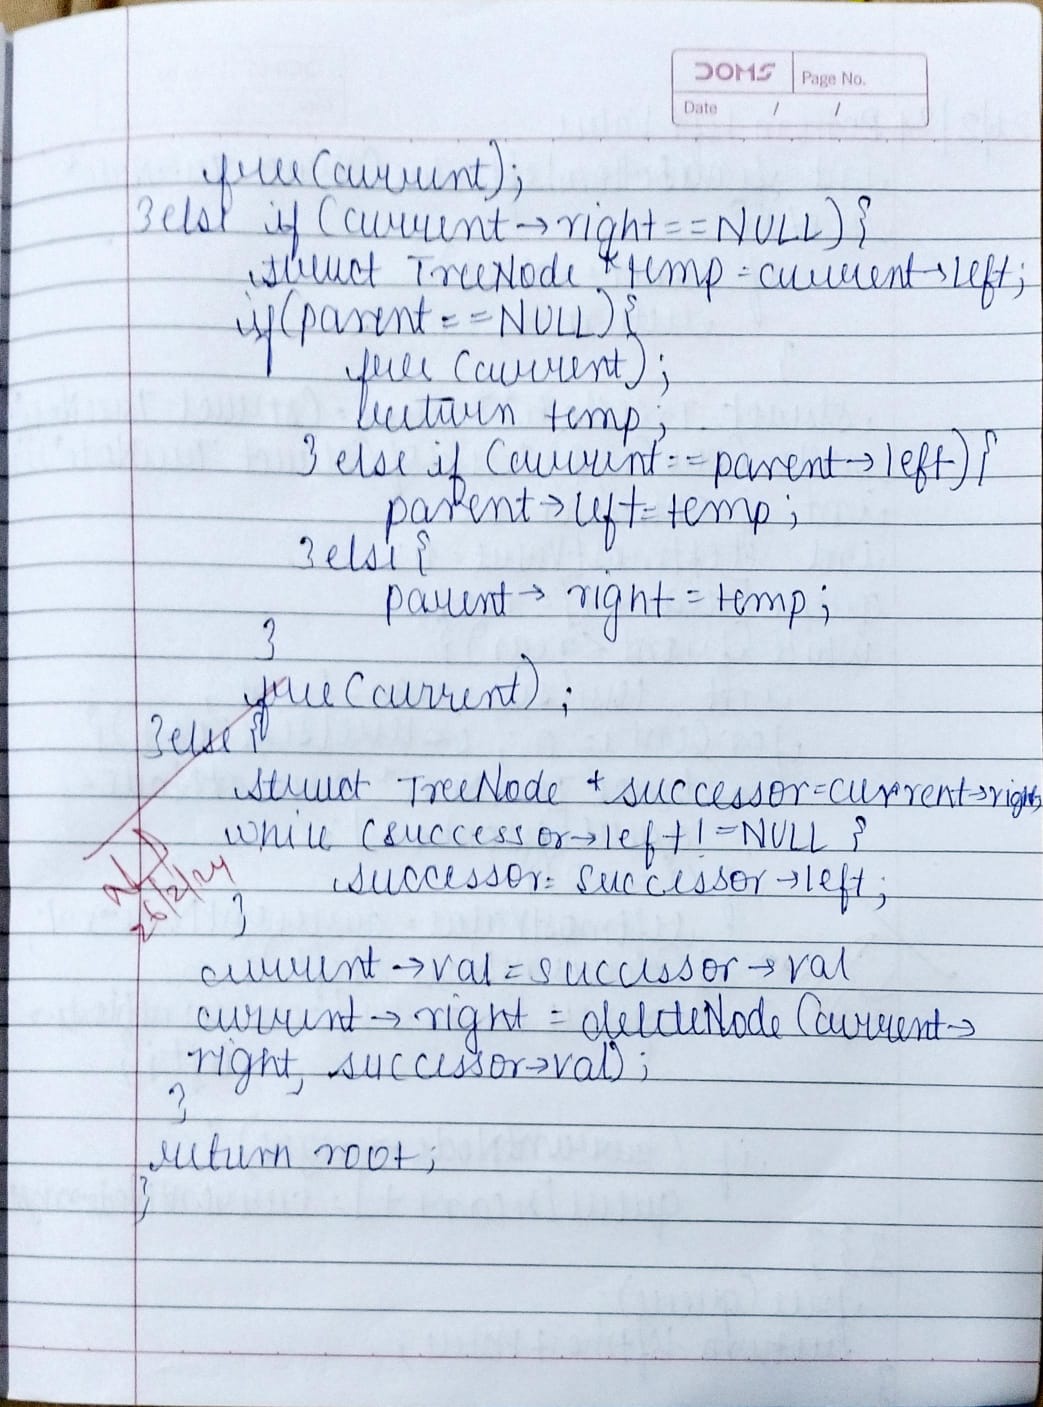 DOMS
Page No.
Date / /
free(current);
}else if (current→right==NULL){
struct TreeNode *temp=current→left;
if(parent==NULL){
free(current);
return temp;
}else if (current==parent→left){
parent→left=temp;
}else{
parent→right=temp;
}
free(current);
}else{
struct TreeNode *successor=current→right;
while (successor→left!=NULL {
successor=successor→left;
}
current→val=successor→val
current→right=deleteNode(current→
right, successor→val);
}
return root;
}
26/2/24